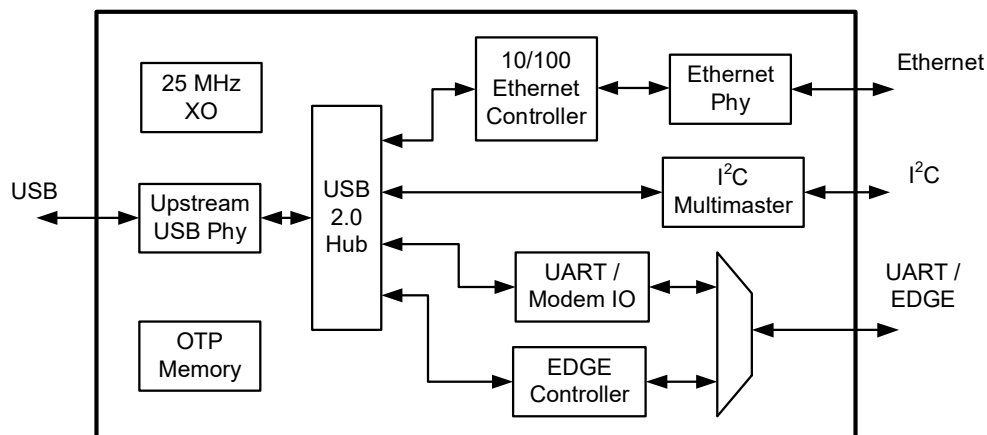 25 MHz
XO
10/100
Ethernet
Controller
Ethernet
Phy
Ethernet
USB
Upstream
USB Phy
USB
2.0
Hub
I²C
Multimaster
I²C
UART /
Modem IO
UART /
EDGE
OTP
Memory
EDGE
Controller